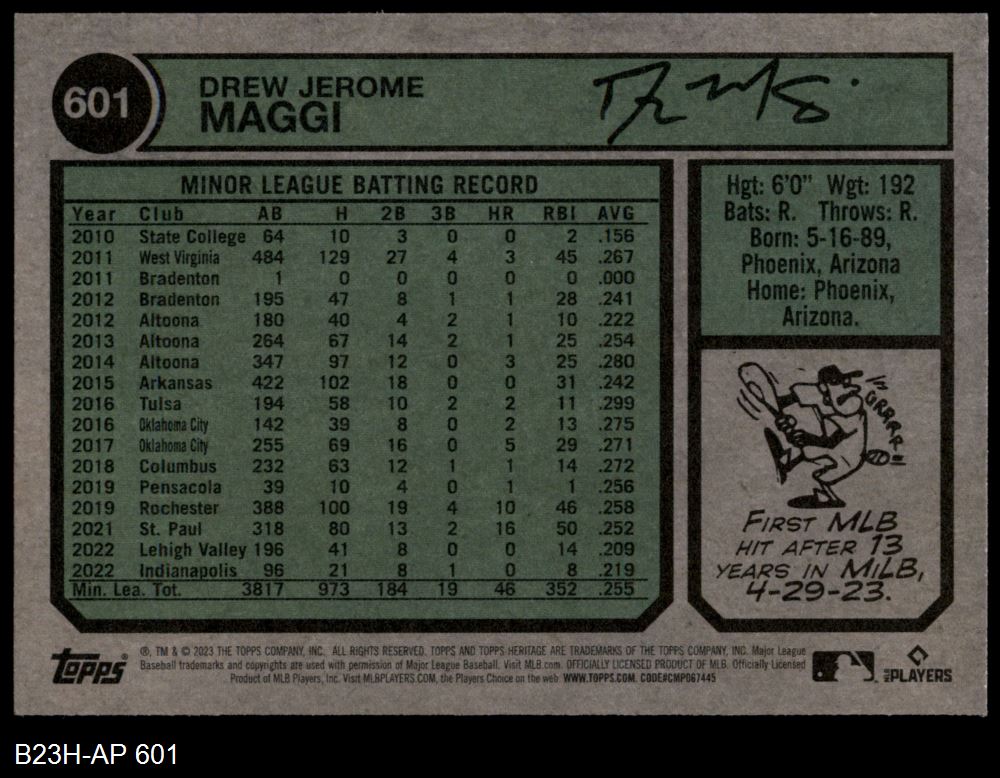 601
DREW JEROME
MAGGI
MINOR LEAGUE BATTING RECORD
Year Club AB H 2B 3B HR RBI AVG
2010 State College 64 10 3 0 0 2 .156
2011 West Virginia 484 129 27 4 3 45 .267
2011 Bradenton 1 0 0 0 0 0 .000
2012 Bradenton 195 47 8 1 1 28 .241
2012 Altoona 180 40 4 2 1 10 .222
2013 Altoona 264 67 14 2 1 25 .254
2014 Altoona 347 97 12 0 3 25 .280
2015 Arkansas 422 102 18 0 0 31 .242
2016 Tulsa 194 58 10 2 2 11 .299
2016 Oklahoma City 142 39 8 0 2 13 .275
2017 Oklahoma City 255 69 16 0 5 29 .271
2018 Columbus 232 63 12 1 1 14 .272
2019 Pensacola 39 10 4 0 1 1 .256
2019 Rochester 388 100 19 4 10 46 .258
2021 St. Paul 318 80 13 2 16 50 .252
2022 Lehigh Valley 196 41 8 0 0 14 .209
2022 Indianapolis 96 21 8 1 0 8 .219
Min. Lea. Tot. 3817 973 184 19 46 352 .255
Hgt: 6'0" Wgt: 192
Bats: R. Throws: R.
Born: 5-16-89,
Phoenix, Arizona
Home: Phoenix,
Arizona.
GRRRR!
FIRST MLB
HIT AFTER 13
YEARS IN MILB,
4-29-23.
TOPPS®
®, TM & © 2023 THE TOPPS COMPANY, INC. ALL RIGHTS RESERVED. TOPPS AND TOPPS HERITAGE ARE TRADEMARKS OF THE TOPPS COMPANY, INC. Major League
Baseball trademarks and copyrights are used with permission of Major League Baseball. Visit MLB.com. OFFICIALLY LICENSED PRODUCT OF MLB. Officially Licensed
Product of MLB Players, Inc. Visit MLBPLAYERS.COM, the Players Choice on the web. WWW.TOPPS.COM. CODE#CMP067445
MLB PLAYERS
B23H-AP 601